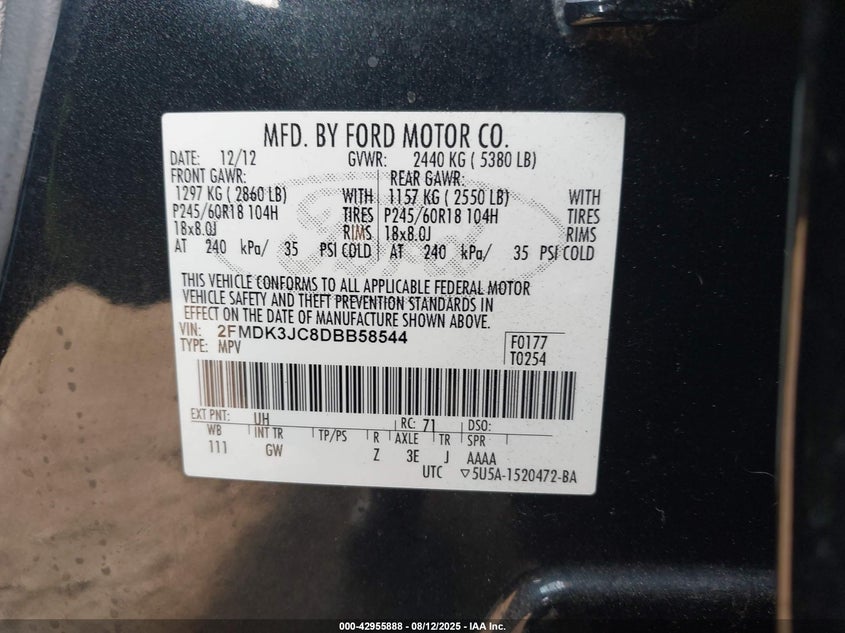 MFD. BY FORD MOTOR CO.
DATE: 12/12 GVWR: 2440 KG ( 5380 LB)
FRONT GAWR: REAR GAWR:
1297 KG ( 2860 LB) WITH 1157 KG ( 2550 LB) WITH
P245/60R18 104H TIRES P245/60R18 104H TIRES
18x8.0J RIMS 18x8.0J RIMS
AT 240 kPa/ 35 PSI COLD AT 240 kPa/ 35 PSI COLD
THIS VEHICLE CONFORMS TO ALL APPLICABLE FEDERAL MOTOR
VEHICLE SAFETY AND THEFT PREVENTION STANDARDS IN
EFFECT ON THE DATE OF MANUFACTURE SHOWN ABOVE.
VIN: 2FMDK3JC8DBB58544
TYPE: MPV
F0177
T0254
EXT PNT: UH RC: 71 DSO:
WB INT TR TP/PS R AXLE TR SPR
111 GW Z 3E J AAAA
UTC ▽5U5A-1520472-BA
000-42955888 - 08/12/2025 - IAA Inc.